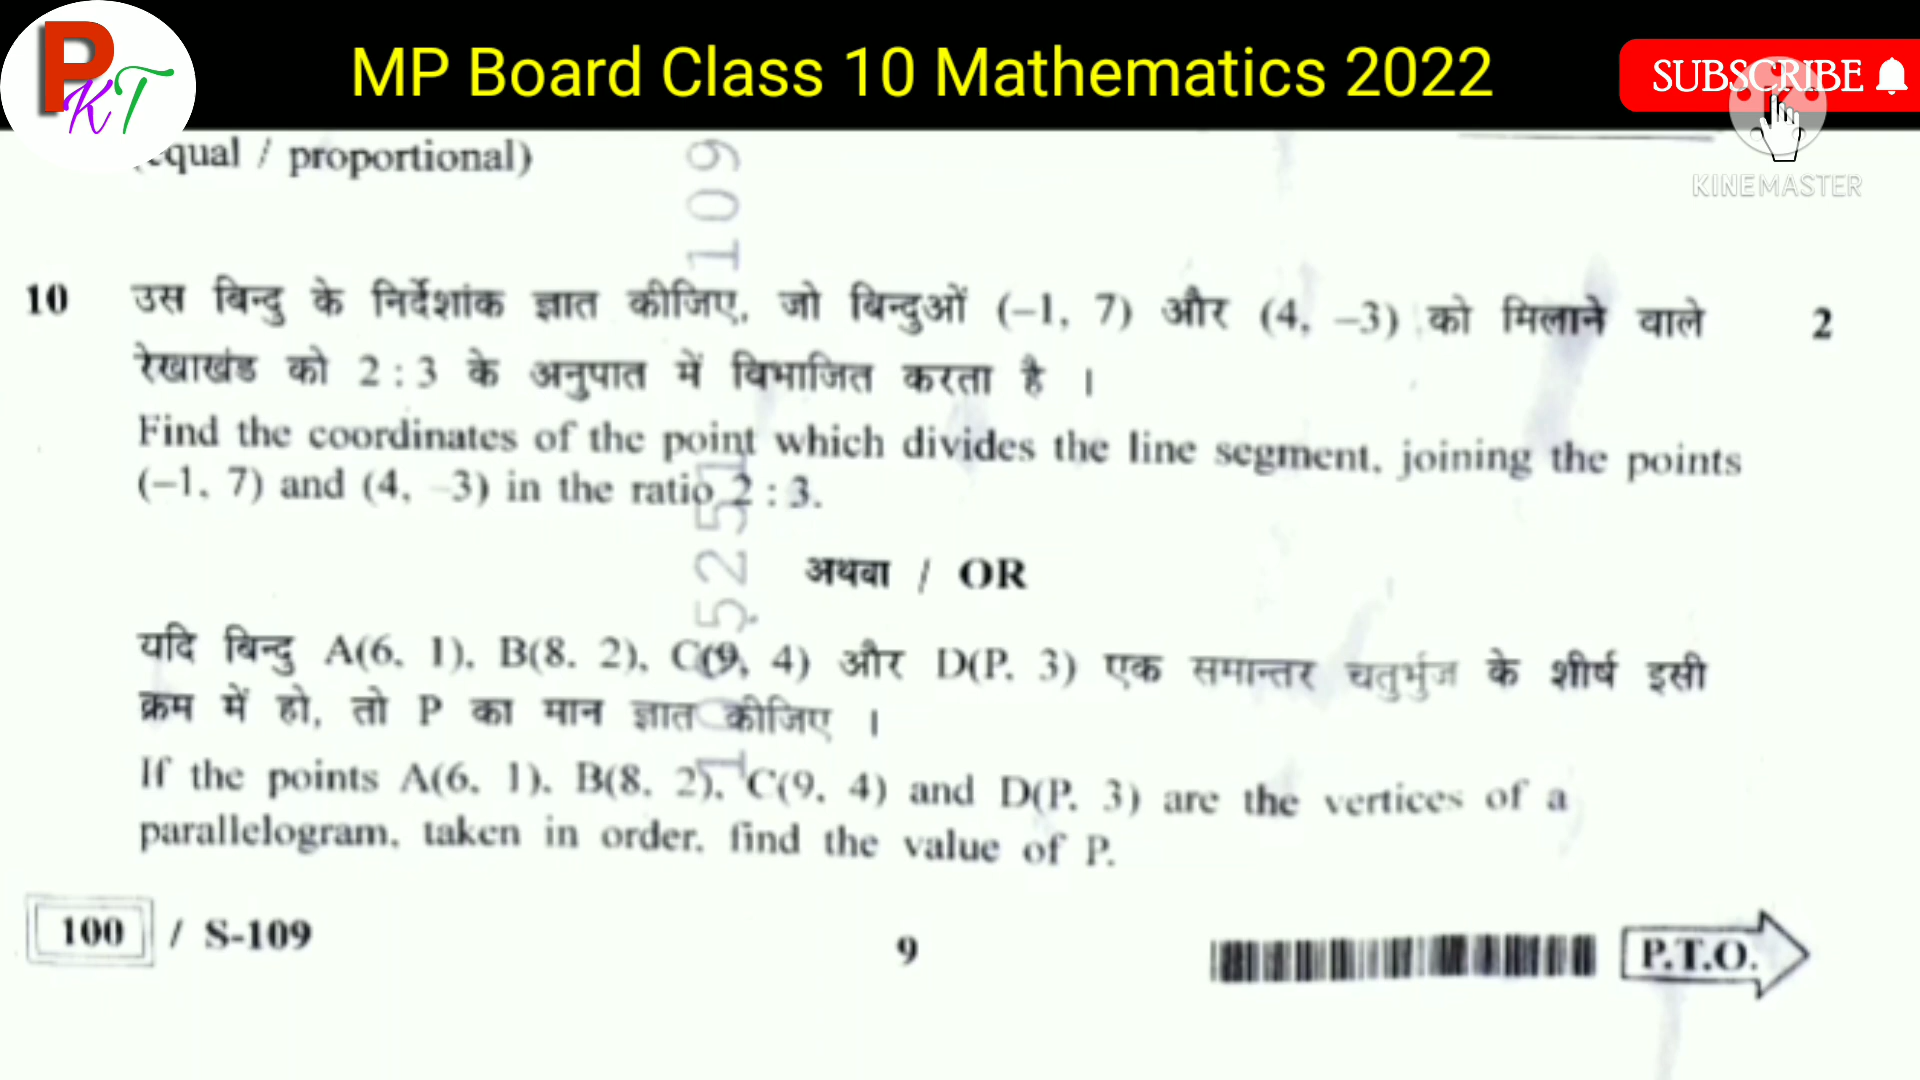 PKT
MP Board Class 10 Mathematics 2022
SUBSCRIBE
KINEMASTER
equal / proportional)
109
10 उस बिन्दु के निर्देशांक ज्ञात कीजिए, जो बिन्दुओं (–1, 7) और (4, –3) को मिलाने वाले 2
रेखाखंड को 2 : 3 के अनुपात में विभाजित करता है ।
Find the coordinates of the point which divides the line segment, joining the points
(–1, 7) and (4, –3) in the ratio 2 : 3.
अथवा / OR
यदि बिन्दु A(6, 1), B(8, 2), C(9, 4) और D(P, 3) एक समान्तर चतुर्भुज के शीर्ष इसी
क्रम में हो, तो P का मान ज्ञात कीजिए ।
If the points A(6, 1), B(8, 2), C(9, 4) and D(P, 3) are the vertices of a
parallelogram, taken in order, find the value of P.
100 / S-109
9
P.T.O.